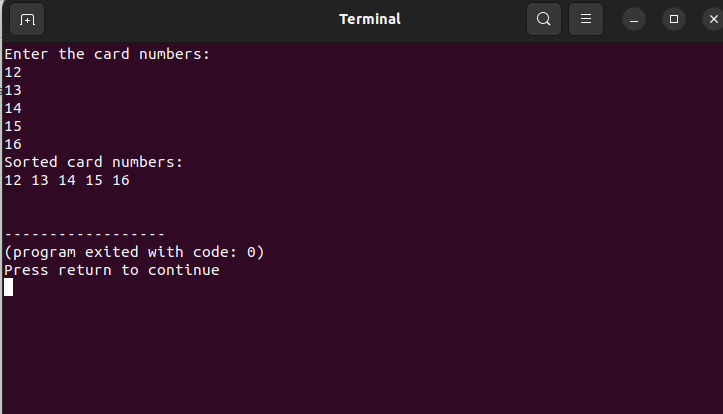 Terminal
Enter the card numbers:
12
13
14
15
16
Sorted card numbers:
12 13 14 15 16
------------------
(program exited with code: 0)
Press return to continue